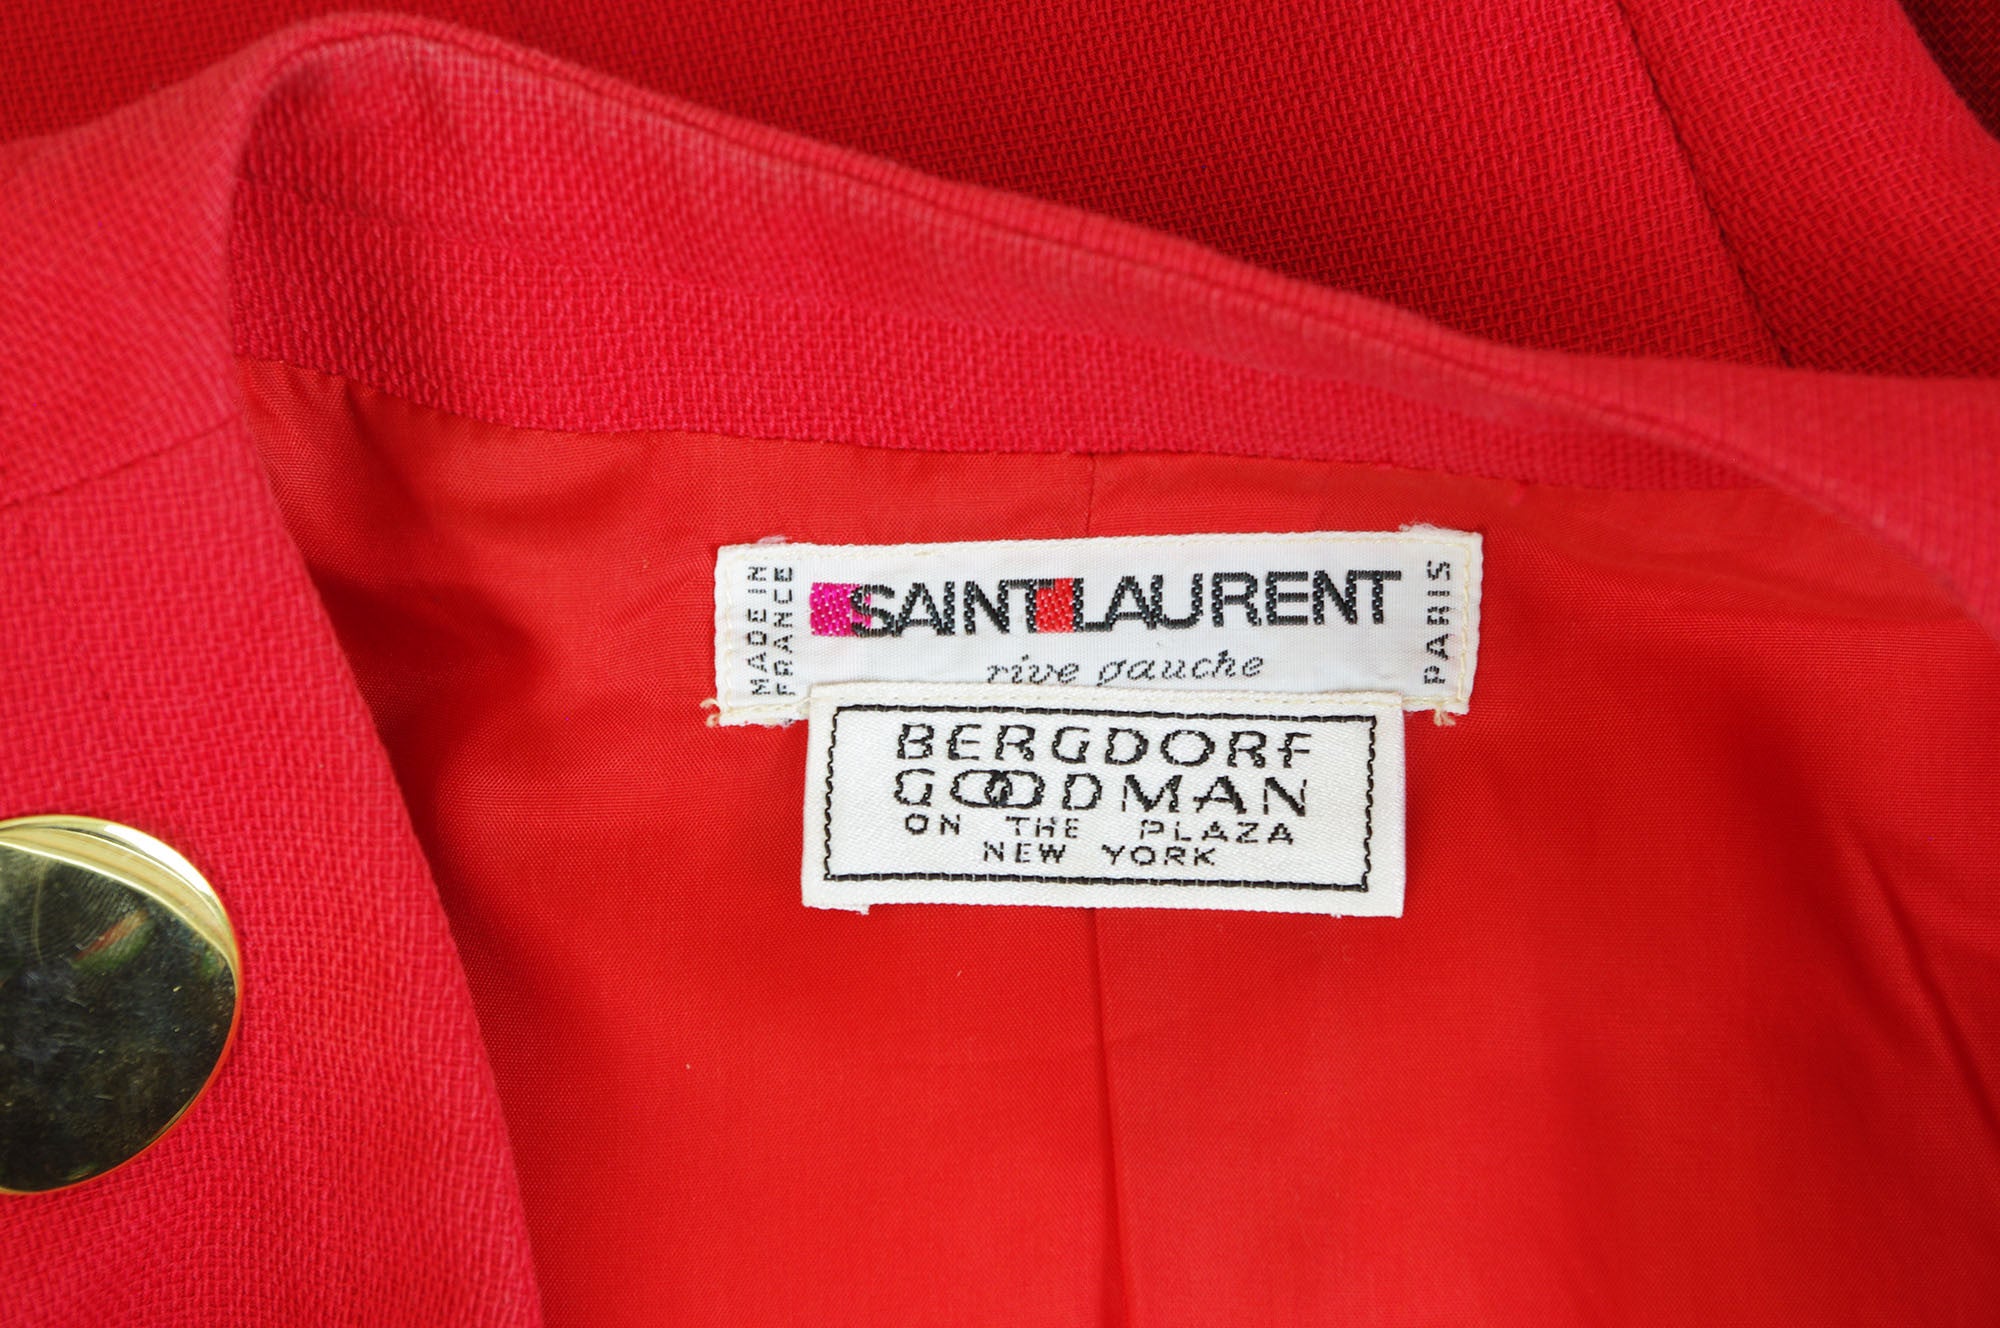 MADE IN
FRANCE
SAINT LAURENT
rive gauche
PARIS
BERGDORF
GOODMAN
ON THE PLAZA
NEW YORK